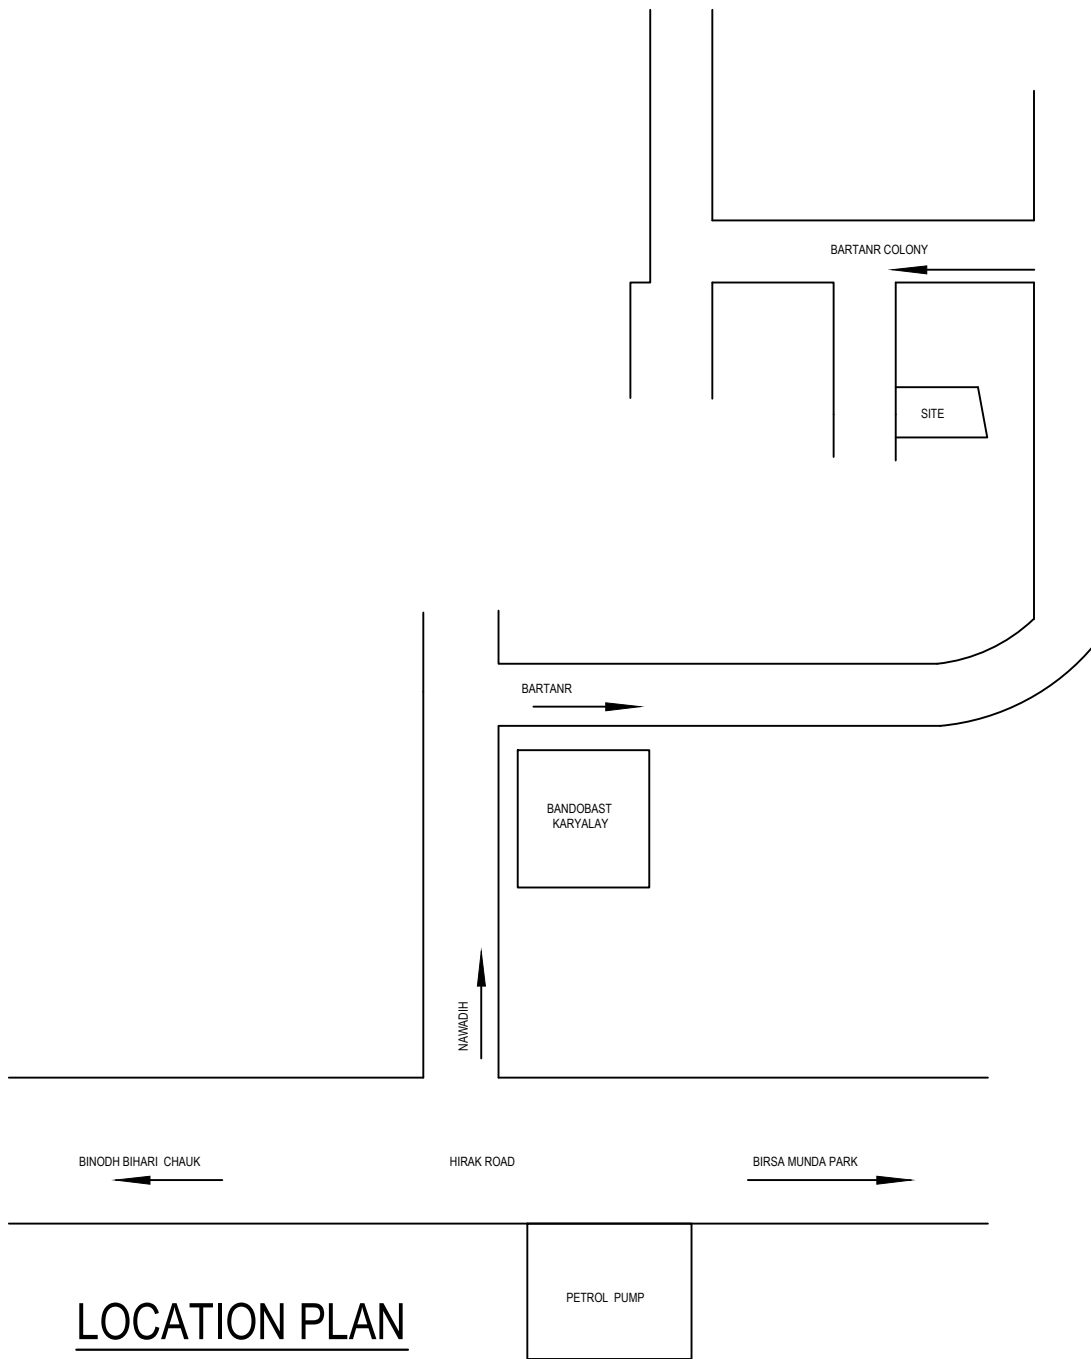 BARTANR COLONY
SITE
BARTANR
BANDOBAST
KARYALAY
NAWADIH
BINODH BIHARI CHAUK
HIRAK ROAD
BIRSA MUNDA PARK
PETROL PUMP
LOCATION PLAN